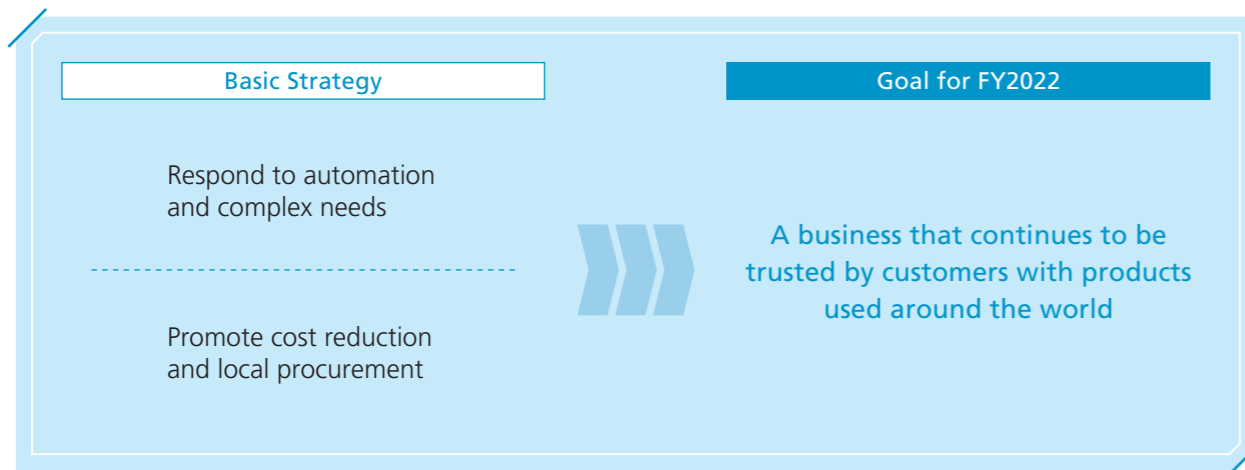 Basic Strategy
Respond to automation
and complex needs
Promote cost reduction
and local procurement
Goal for FY2022
A business that continues to be
trusted by customers with products
used around the world